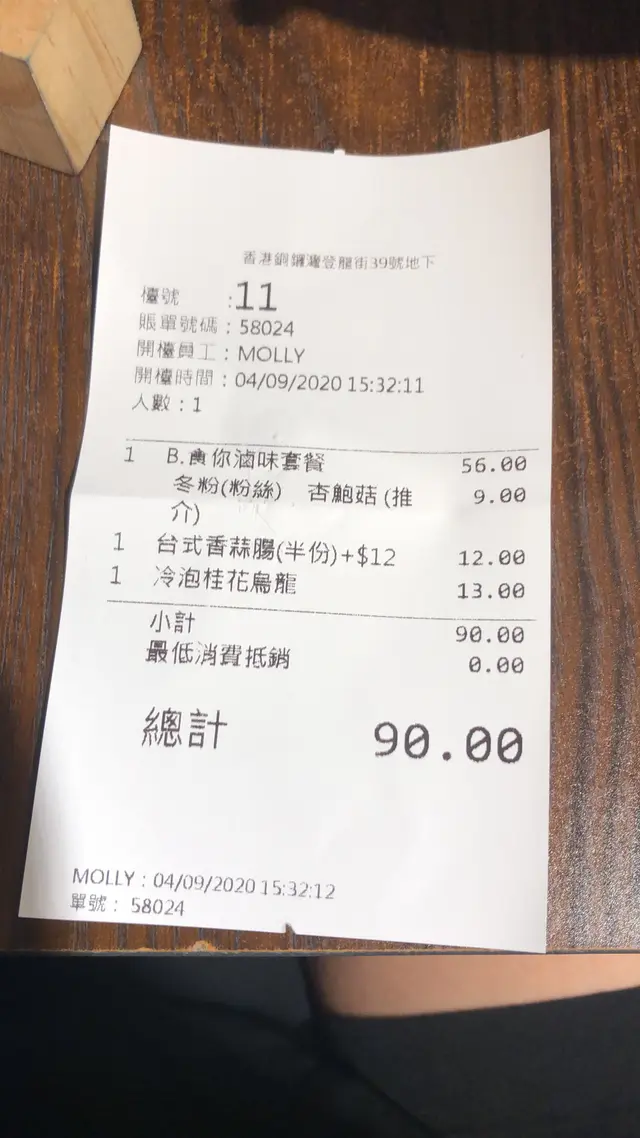 香港銅鑼灣登龍街39號地下
檯號 :11
賬單號碼：58024
開檯員工：MOLLY
開檯時間：04/09/2020 15:32:11
人數：1
1 B.食你滷味套餐 56.00
冬粉(粉絲) 杏鮑菇(推 9.00
介)
1 台式香蒜腸(半份)+$12 12.00
1 冷泡桂花烏龍 13.00
小計 90.00
最低消費抵銷 0.00
總計 90.00
MOLLY：04/09/2020 15:32:12
單號： 58024